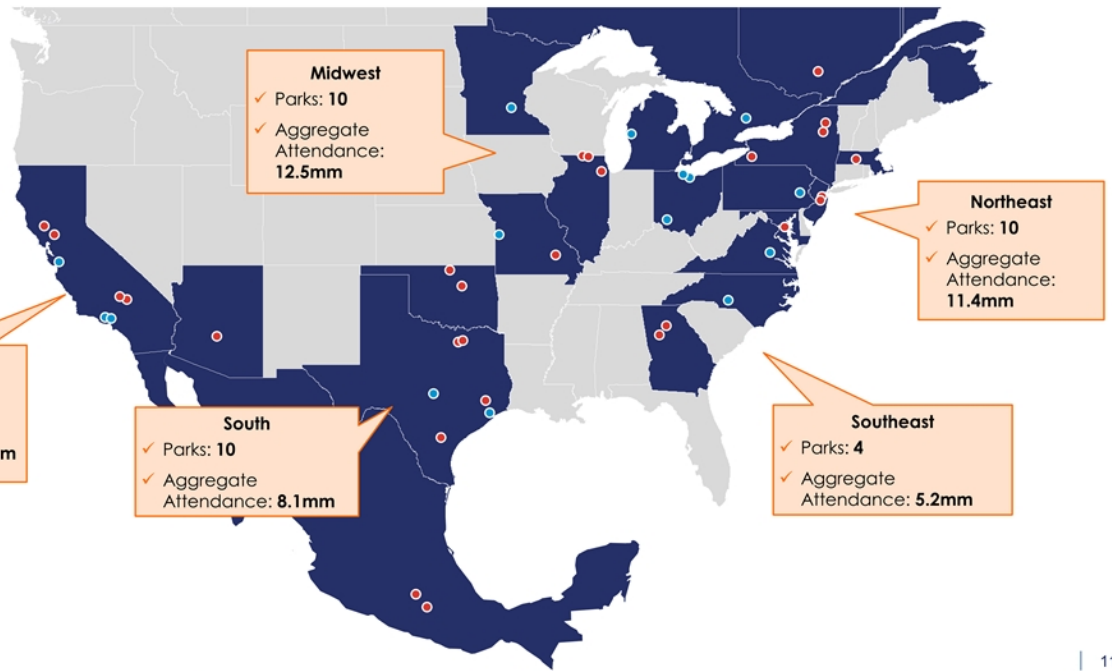 Midwest
✓ Parks: 10
✓ Aggregate
Attendance:
12.5mm
Northeast
✓ Parks: 10
✓ Aggregate
Attendance:
11.4mm
m
South
✓ Parks: 10
✓ Aggregate
Attendance: 8.1mm
Southeast
✓ Parks: 4
✓ Aggregate
Attendance: 5.2mm